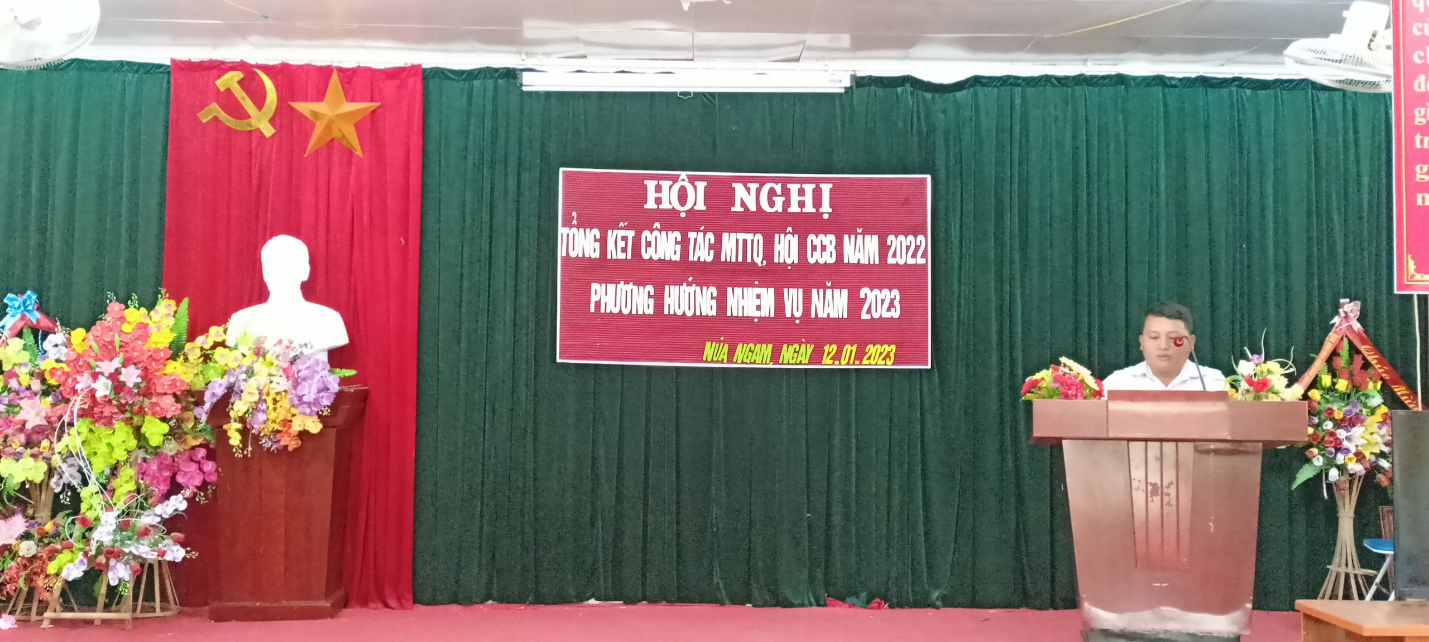 HỘI NGHỊ
TỔNG KẾT CÔNG TÁC MTTQ, HỘI CCB NĂM 2022
PHƯƠNG HƯỚNG NHIỆM VỤ NĂM 2023
NÚA NGAM, NGÀY 12.01.2023